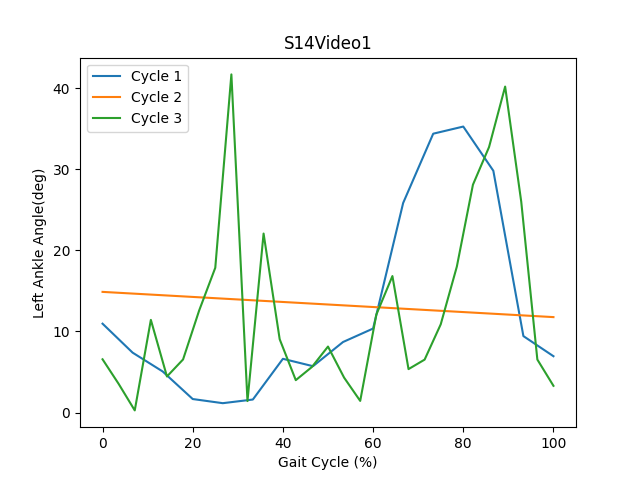 S14Video1
Cycle 1
Cycle 2
Cycle 3
Left Ankle Angle(deg)
40
30
20
10
0
0 20 40 60 80 100
Gait Cycle (%)